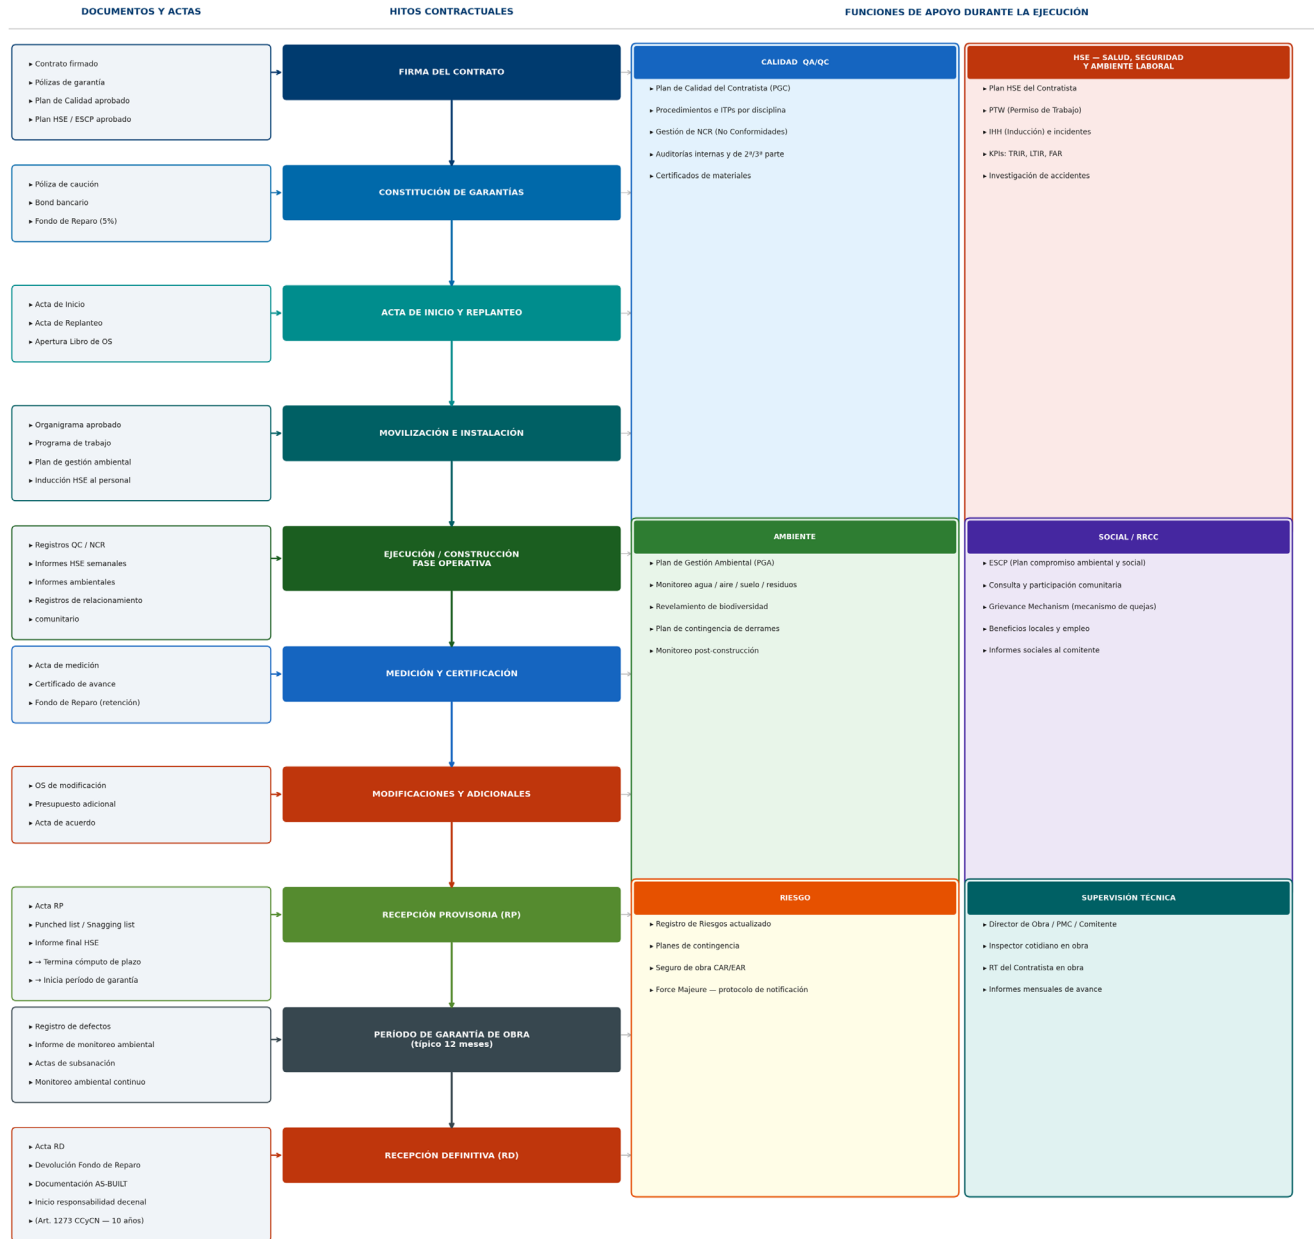 DOCUMENTOS Y ACTAS
HITOS CONTRACTUALES
FUNCIONES DE APOYO DURANTE LA EJECUCIÓN
▸ Contrato firmado
▸ Pólizas de garantía
▸ Plan de Calidad aprobado
▸ Plan HSE / ESCP aprobado
FIRMA DEL CONTRATO
▸ Póliza de caución
▸ Bond bancario
▸ Fondo de Reparo (5%)
CONSTITUCIÓN DE GARANTÍAS
▸ Acta de Inicio
▸ Acta de Replanteo
▸ Apertura Libro de OS
ACTA DE INICIO Y REPLANTEO
▸ Organigrama aprobado
▸ Programa de trabajo
▸ Plan de gestión ambiental
▸ Inducción HSE al personal
MOVILIZACIÓN E INSTALACIÓN
▸ Registros QC / NCR
▸ Informes HSE semanales
▸ Informes ambientales
▸ Registros de relacionamiento
▸ comunitario
EJECUCIÓN / CONSTRUCCIÓN
FASE OPERATIVA
▸ Acta de medición
▸ Certificado de avance
▸ Fondo de Reparo (retención)
MEDICIÓN Y CERTIFICACIÓN
▸ OS de modificación
▸ Presupuesto adicional
▸ Acta de acuerdo
MODIFICACIONES Y ADICIONALES
▸ Acta RP
▸ Punched list / Snagging list
▸ Informe final HSE
▸ → Termina cómputo de plazo
▸ → Inicia período de garantía
RECEPCIÓN PROVISORIA (RP)
▸ Registro de defectos
▸ Informe de monitoreo ambiental
▸ Actas de subsanación
▸ Monitoreo ambiental continuo
PERÍODO DE GARANTÍA DE OBRA
(típico 12 meses)
▸ Acta RD
▸ Devolución Fondo de Reparo
▸ Documentación AS-BUILT
▸ Inicio responsabilidad decenal
▸ (Art. 1273 CCyCN — 10 años)
RECEPCIÓN DEFINITIVA (RD)
CALIDAD  QA/QC
▸ Plan de Calidad del Contratista (PGC)
▸ Procedimientos e ITPs por disciplina
▸ Gestión de NCR (No Conformidades)
▸ Auditorías internas y de 2ª/3ª parte
▸ Certificados de materiales
HSE — SALUD, SEGURIDAD
Y AMBIENTE LABORAL
▸ Plan HSE del Contratista
▸ PTW (Permiso de Trabajo)
▸ IHH (Inducción) e incidentes
▸ KPIs: TRIR, LTIR, FAR
▸ Investigación de accidentes
AMBIENTE
▸ Plan de Gestión Ambiental (PGA)
▸ Monitoreo agua / aire / suelo / residuos
▸ Revelamiento de biodiversidad
▸ Plan de contingencia de derrames
▸ Monitoreo post-construcción
SOCIAL / RRCC
▸ ESCP (Plan compromiso ambiental y social)
▸ Consulta y participación comunitaria
▸ Grievance Mechanism (mecanismo de quejas)
▸ Beneficios locales y empleo
▸ Informes sociales al comitente
RIESGO
▸ Registro de Riesgos actualizado
▸ Planes de contingencia
▸ Seguro de obra CAR/EAR
▸ Force Majeure — protocolo de notificación
SUPERVISIÓN TÉCNICA
▸ Director de Obra / PMC / Comitente
▸ Inspector cotidiano en obra
▸ RT del Contratista en obra
▸ Informes mensuales de avance